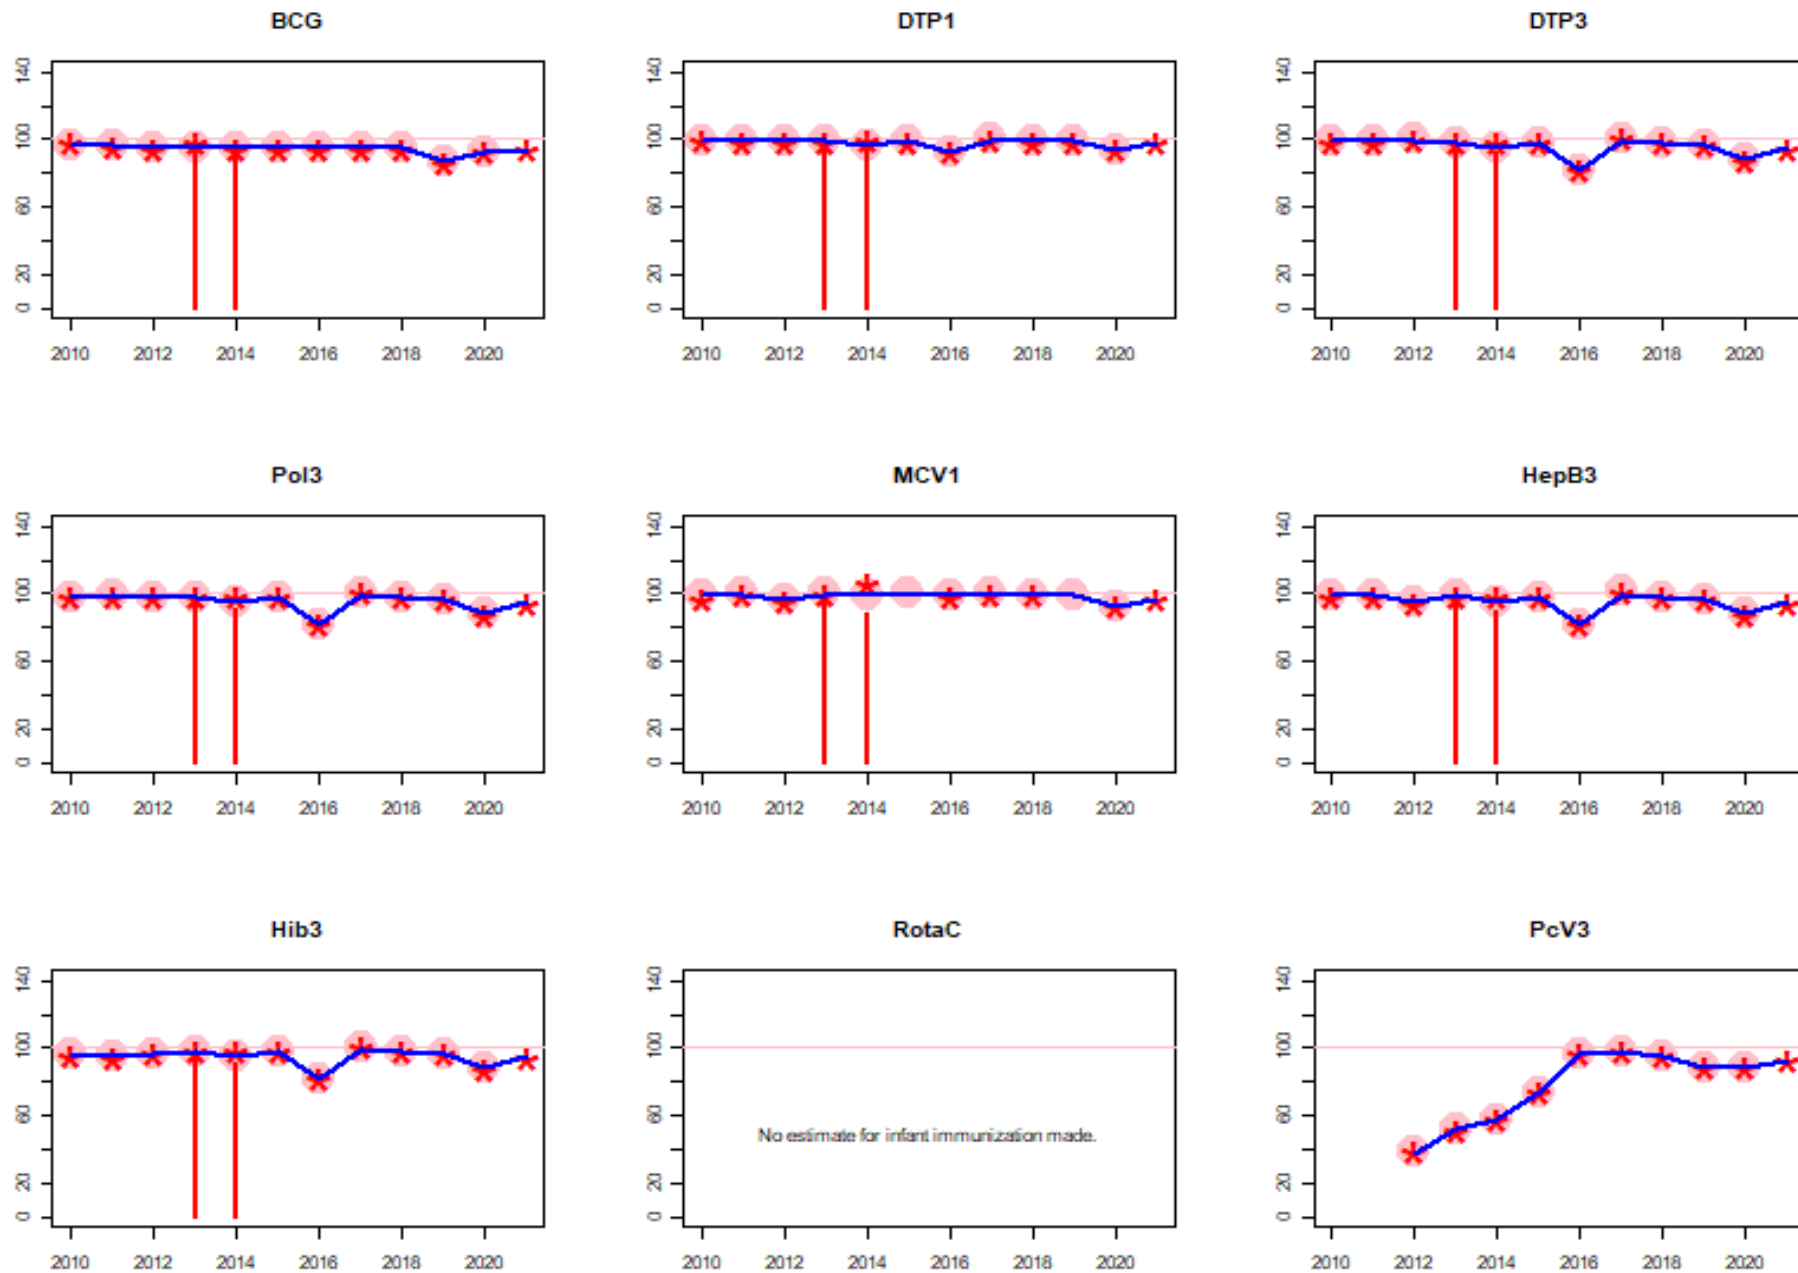 BCG DTP1 DTP3
140 140 140
100 100 100
60 60 60
20 20 20
0 0 0
2010 2012 2014 2016 2018 2020 2010 2012 2014 2016 2018 2020 2010 2012 2014 2016 2018 2020
Pol3 MCV1 HepB3
140 140 140
100 100 100
60 60 60
20 20 20
0 0 0
2010 2012 2014 2016 2018 2020 2010 2012 2014 2016 2018 2020 2010 2012 2014 2016 2018 2020
Hib3 RotaC PcV3
140 140 140
100 100 100
60 60 60
No estimate for infant immunization made.
20 20 20
0 0 0
2010 2012 2014 2016 2018 2020 2010 2012 2014 2016 2018 2020 2010 2012 2014 2016 2018 2020